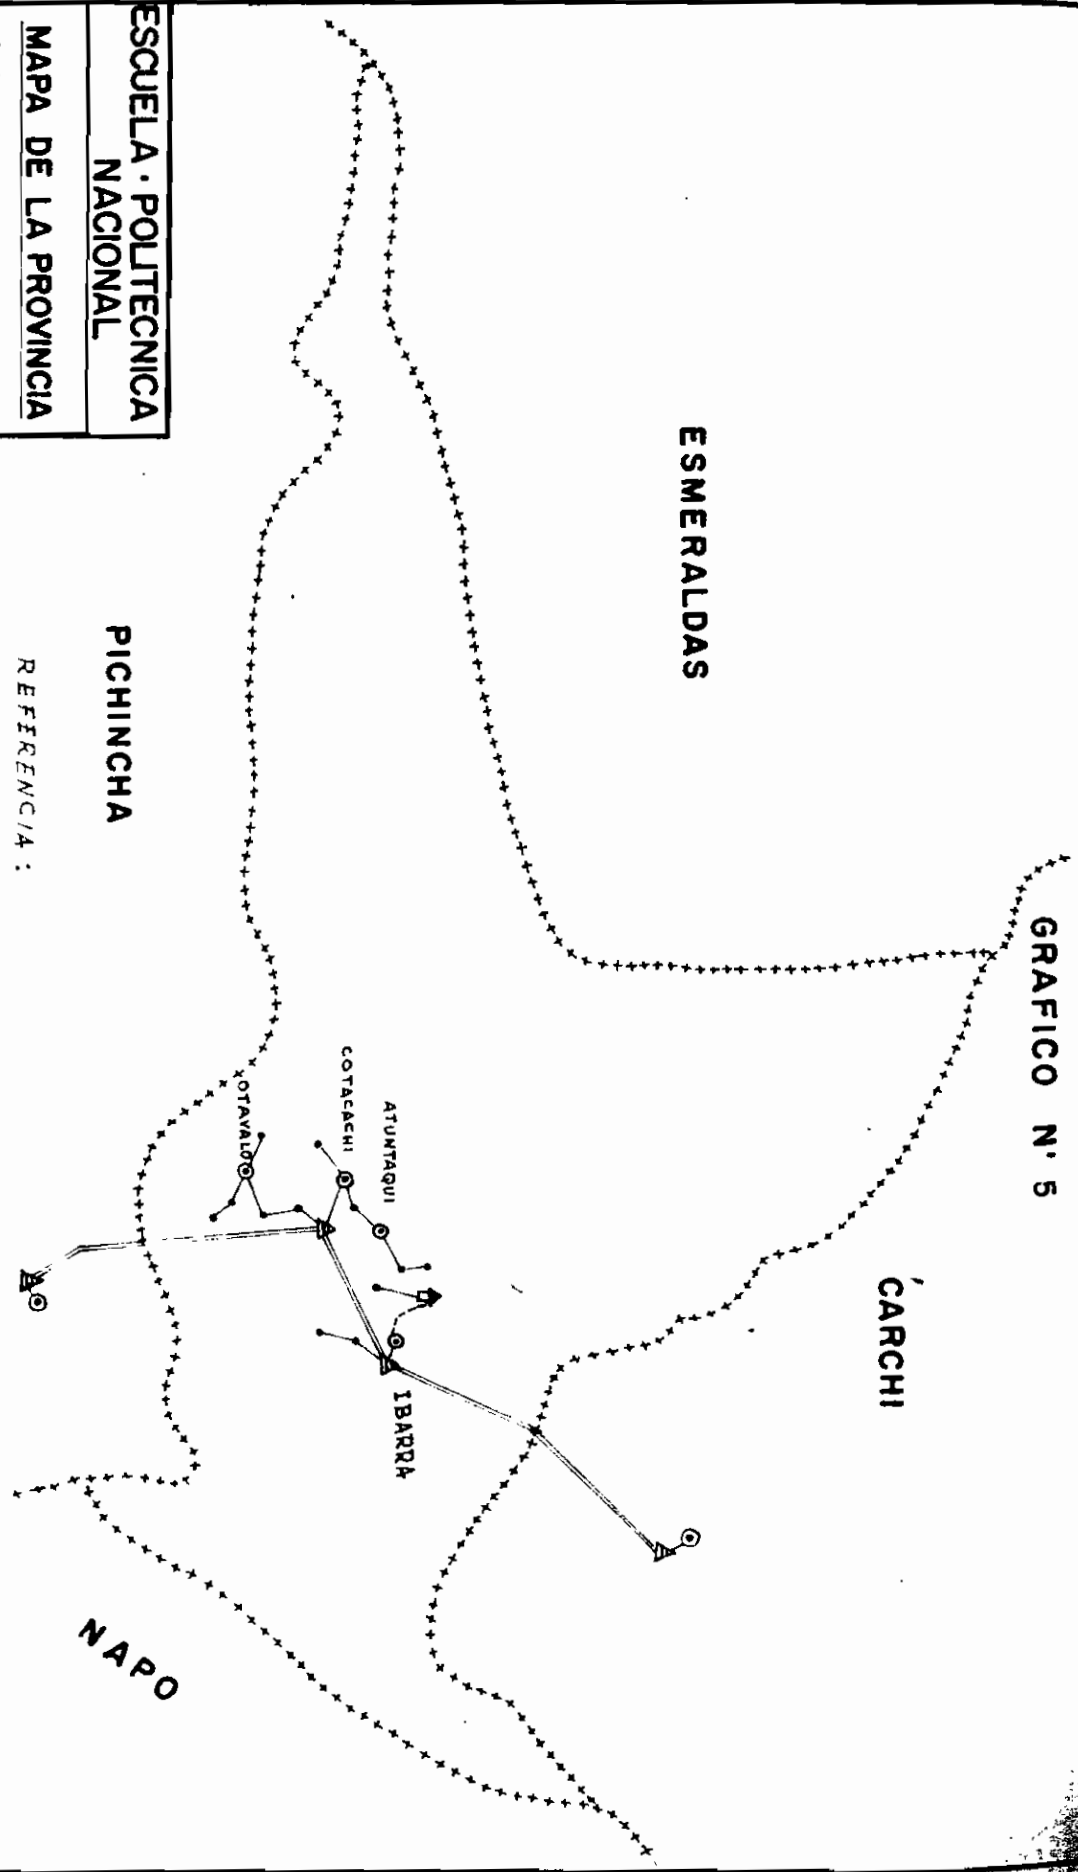 GRAFICO N' 5
ESMERALDAS
CARCHI
ATUNTAQUI
COTACACHI
OTAVALO
IBARRA
PICHINCHA
NAPO
REFERENCIA:
ESCUELA · POLITECNICA
NACIONAL
MAPA DE LA PROVINCIA